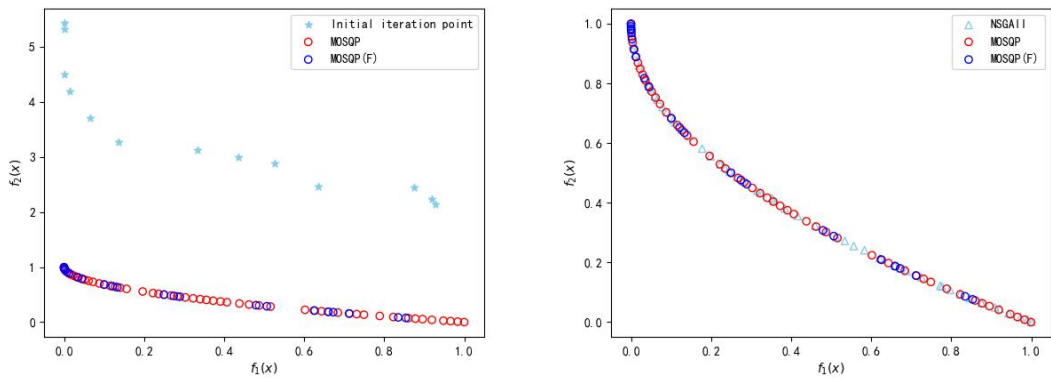 Initial iteration point
MOSQP
MOSQP(F)
5
4
3
2
1
0
f₂(x)
0.0 0.2 0.4 0.6 0.8 1.0
f₁(x)
NSGAII
MOSQP
MOSQP(F)
1.0
0.8
0.6
0.4
0.2
0.0
f₂(x)
0.0 0.2 0.4 0.6 0.8 1.0
f₁(x)